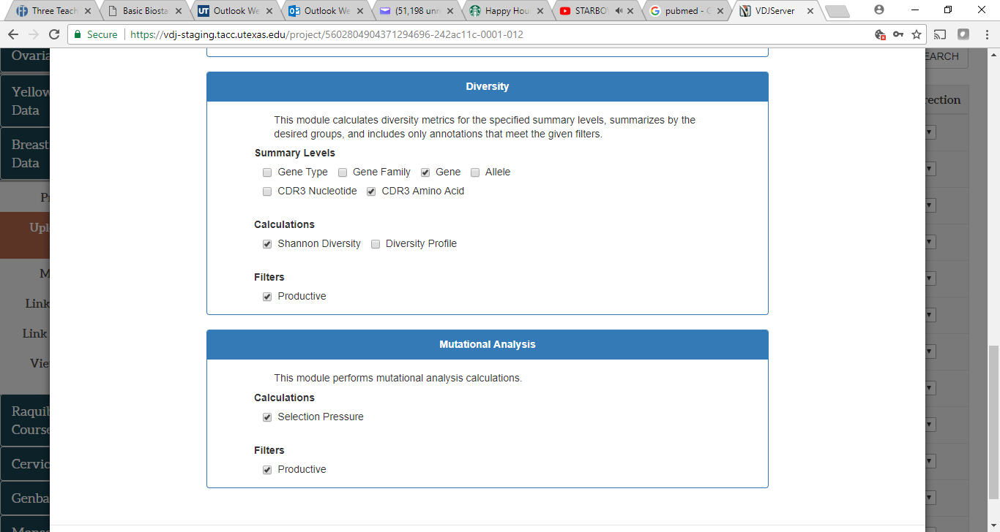 Three Teach
Basic Biosta
UT Outlook We
Outlook We
(51,198 unr
Happy Hou
STARBO
pubmed - G
VDJServer
Secure https://vdj-staging.tacc.utexas.edu/project/5602804904371294696-242ac11c-0001-012
Ovaria
EARCH
Yellow
Data
rection
Breast
Data
P
Upl
M
Link
Link
Vie
Raquib
Course
Cervic
Genba
Diversity
This module calculates diversity metrics for the specified summary levels, summarizes by the
desired groups, and includes only annotations that meet the given filters.
Summary Levels
Gene Type Gene Family Gene Allele
CDR3 Nucleotide CDR3 Amino Acid
Calculations
Shannon Diversity Diversity Profile
Filters
Productive
Mutational Analysis
This module performs mutational analysis calculations.
Calculations
Selection Pressure
Filters
Productive